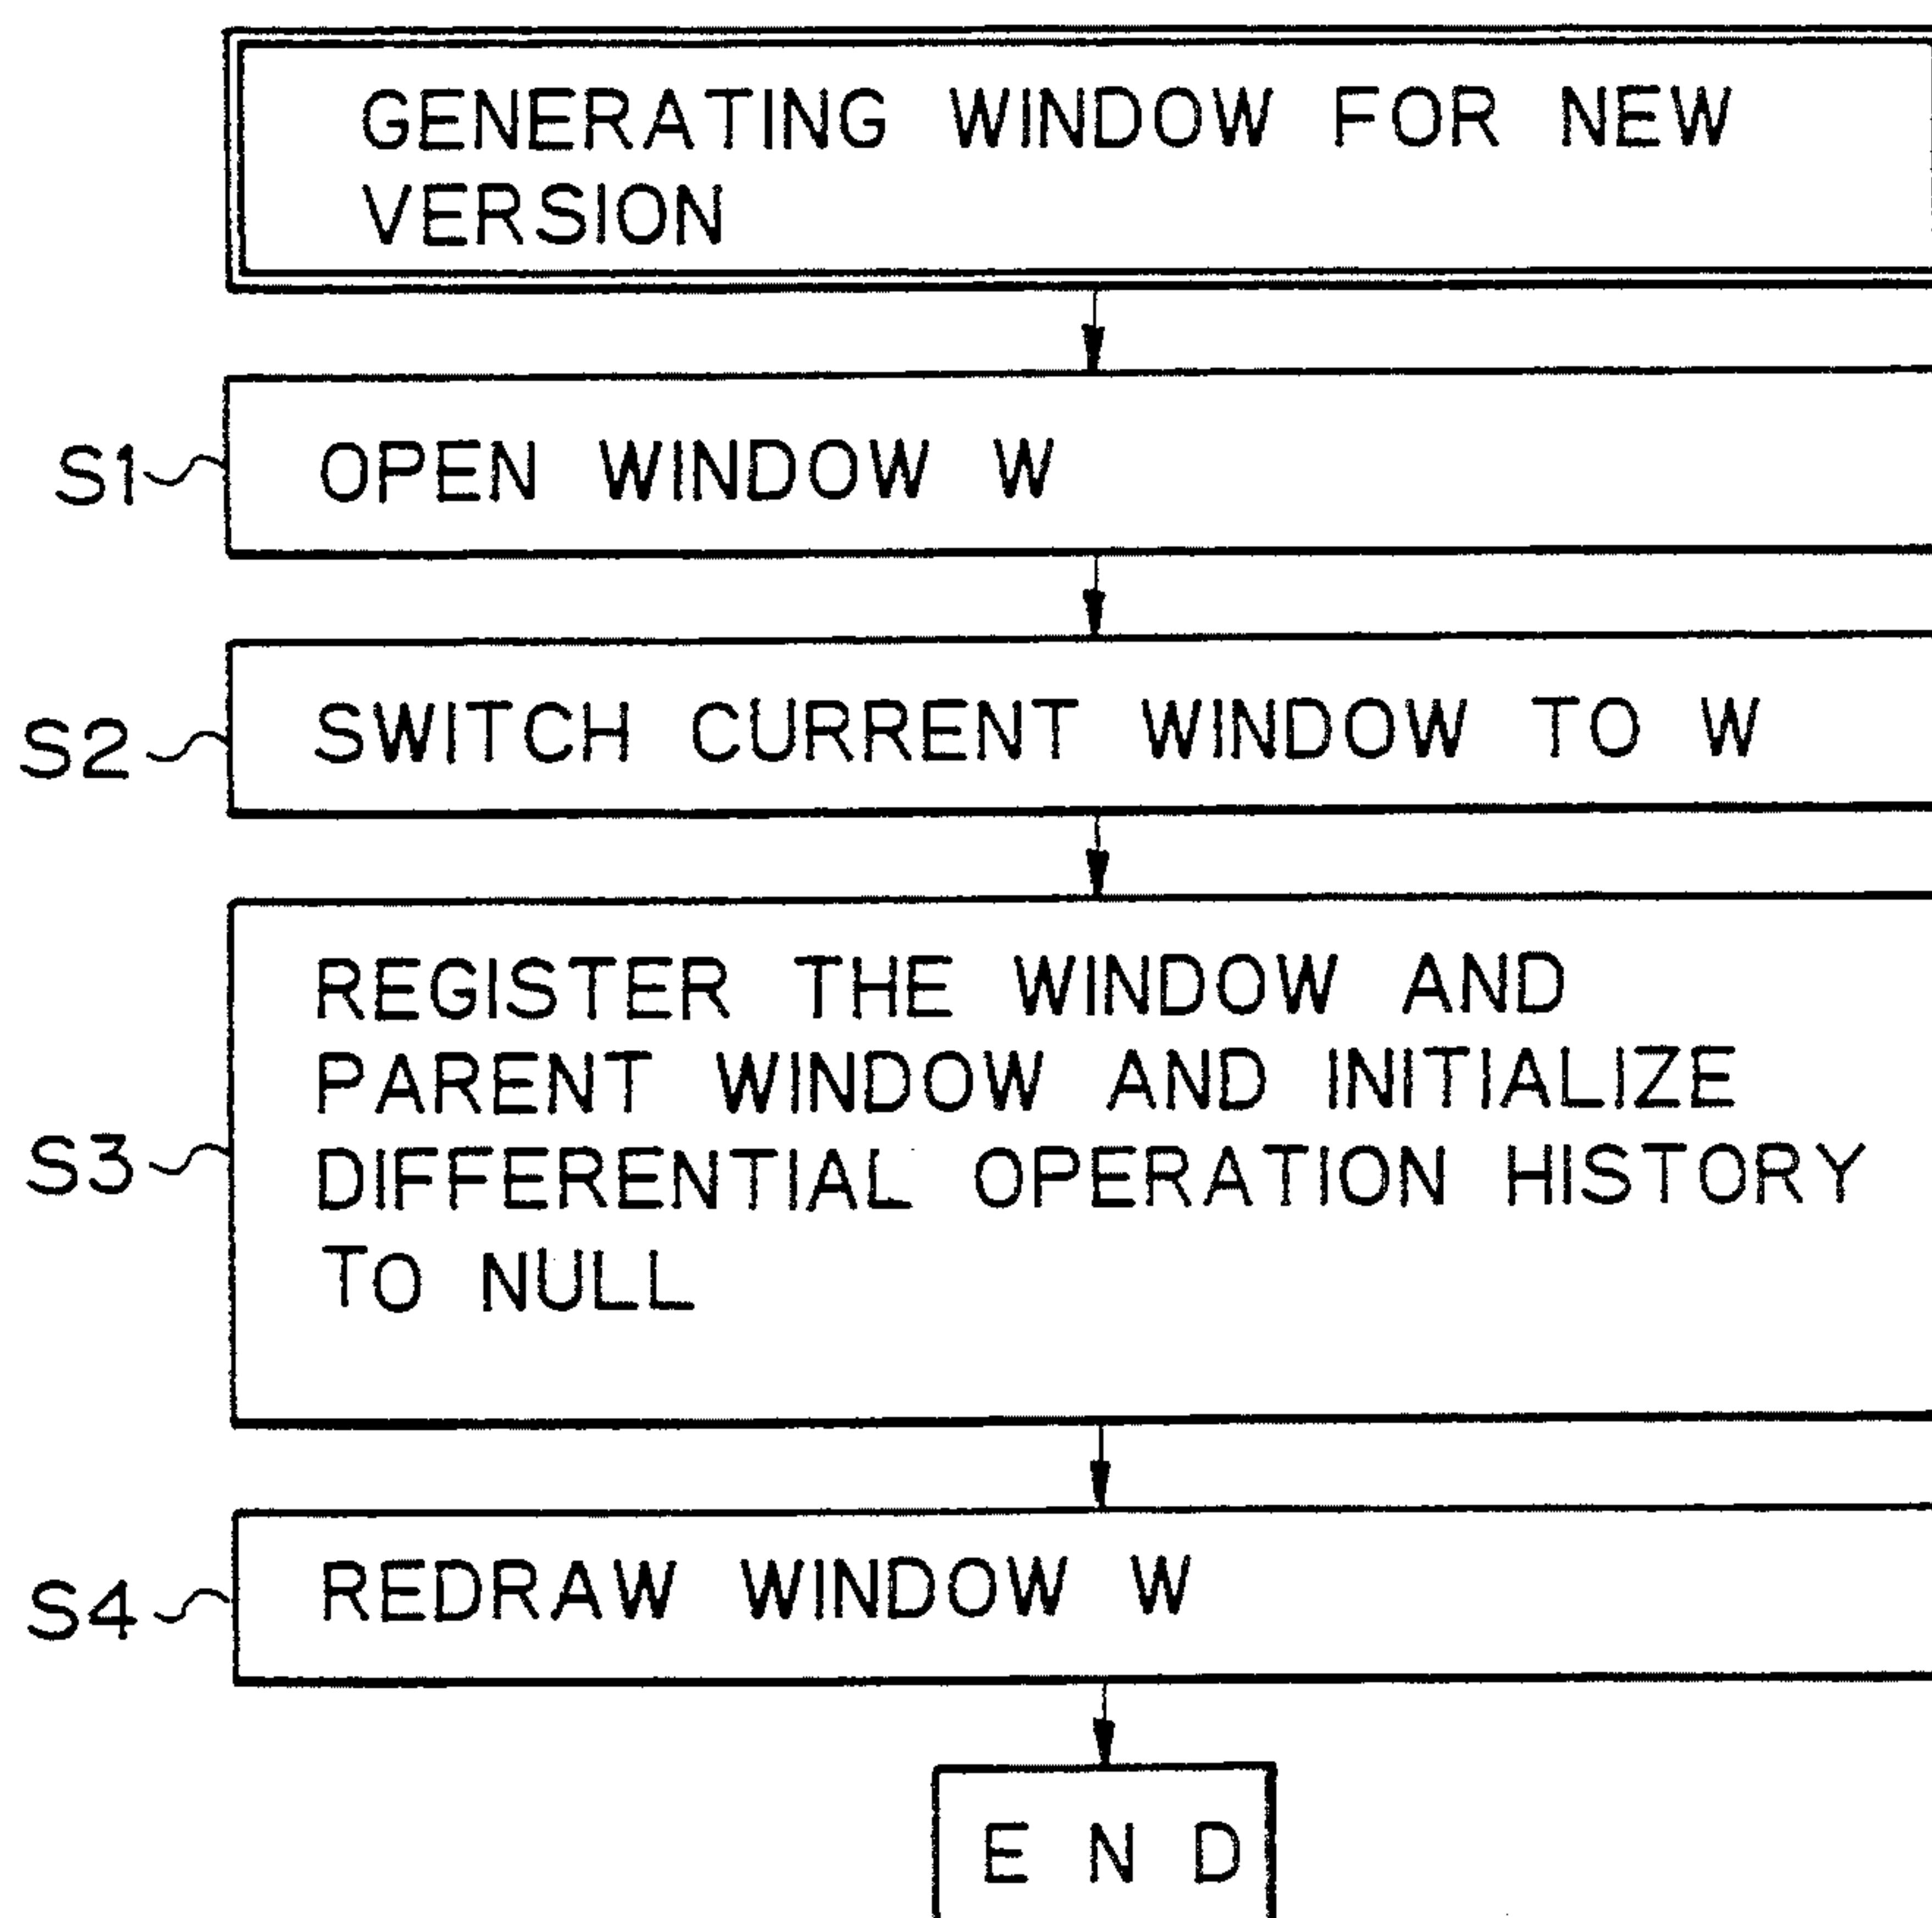 GENERATING WINDOW FOR NEW
VERSION
S1 OPEN WINDOW W
S2 SWITCH CURRENT WINDOW TO W
REGISTER THE WINDOW AND
PARENT WINDOW AND INITIALIZE
S3 DIFFERENTIAL OPERATION HISTORY
TO NULL
S4 REDRAW WINDOW W
END